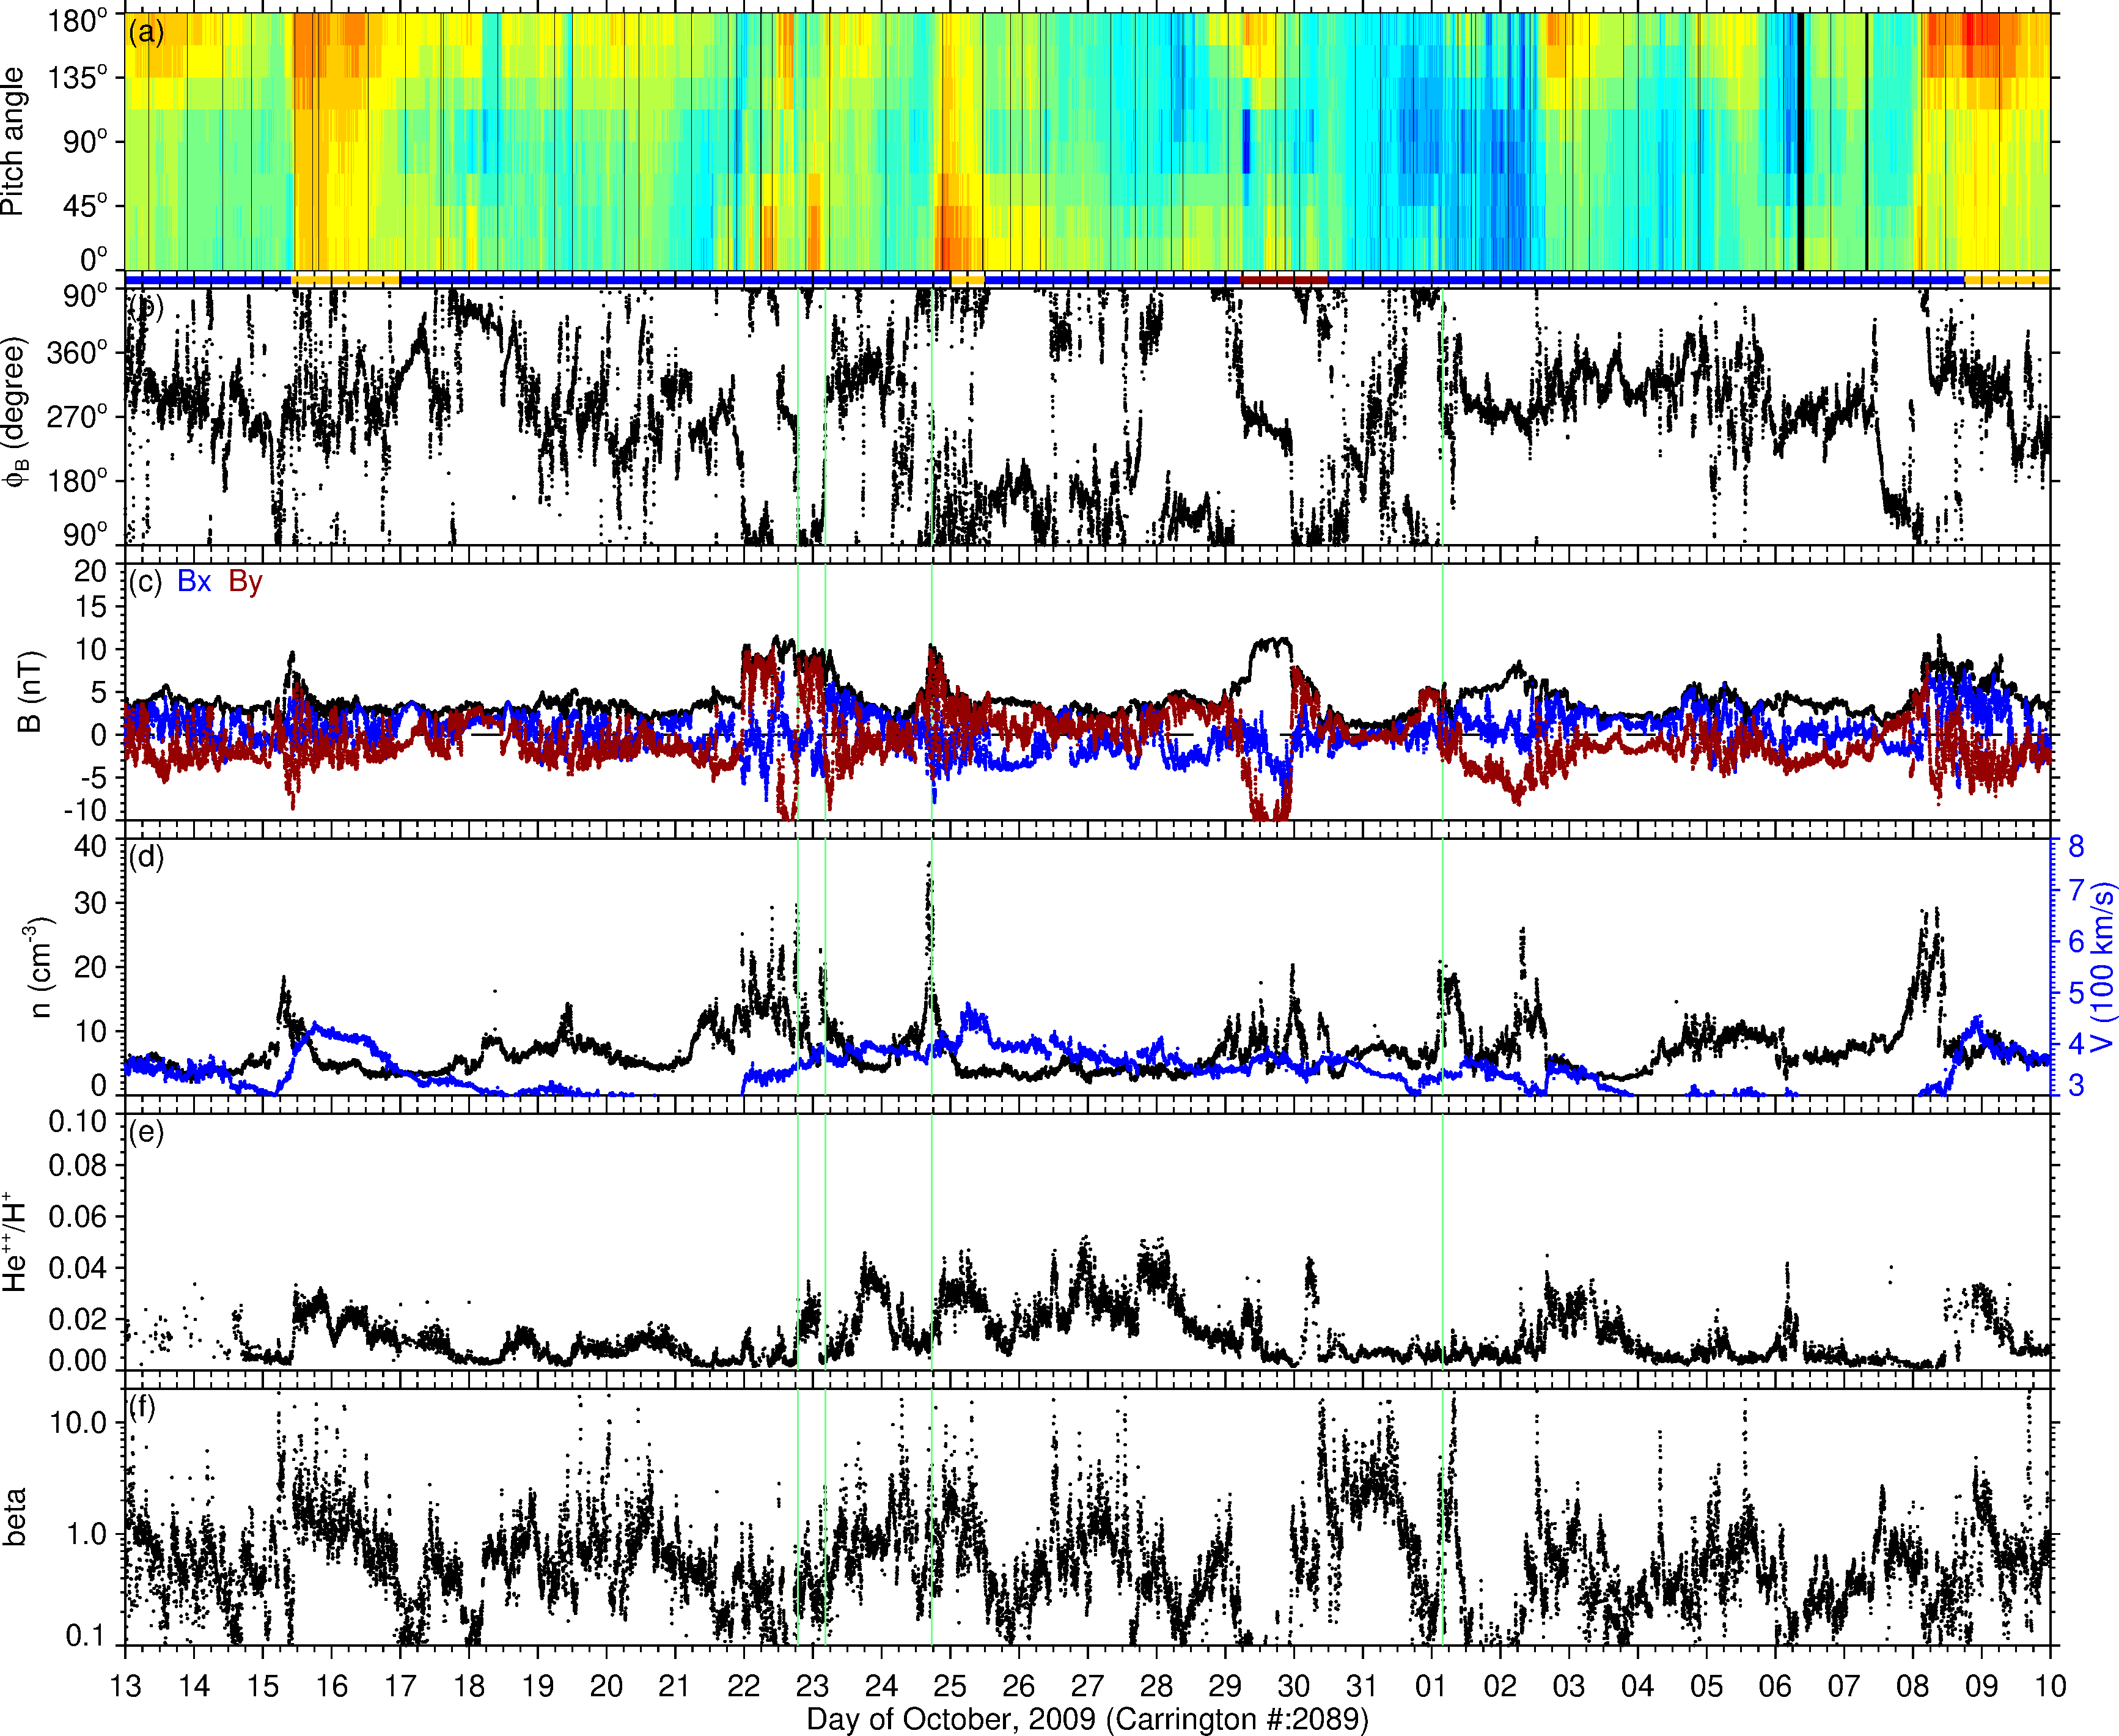 (a)
Pitch angle
180°
135°
90°
45°
0°
(b)
ϕB (degree)
90°
360°
270°
180°
90°
(c) Bx By
B (nT)
20
15
10
5
0
-5
-10
(d)
n (cm-3)
40
30
20
10
0
V (100 km/s)
8
7
6
5
4
3
(e)
He++/H+
0.10
0.08
0.06
0.04
0.02
0.00
(f)
beta
10.0
1.0
0.1
13 14 15 16 17 18 19 20 21 22 23 24 25 26 27 28 29 30 31 01 02 03 04 05 06 07 08 09 10
Day of October, 2009 (Carrington #:2089)